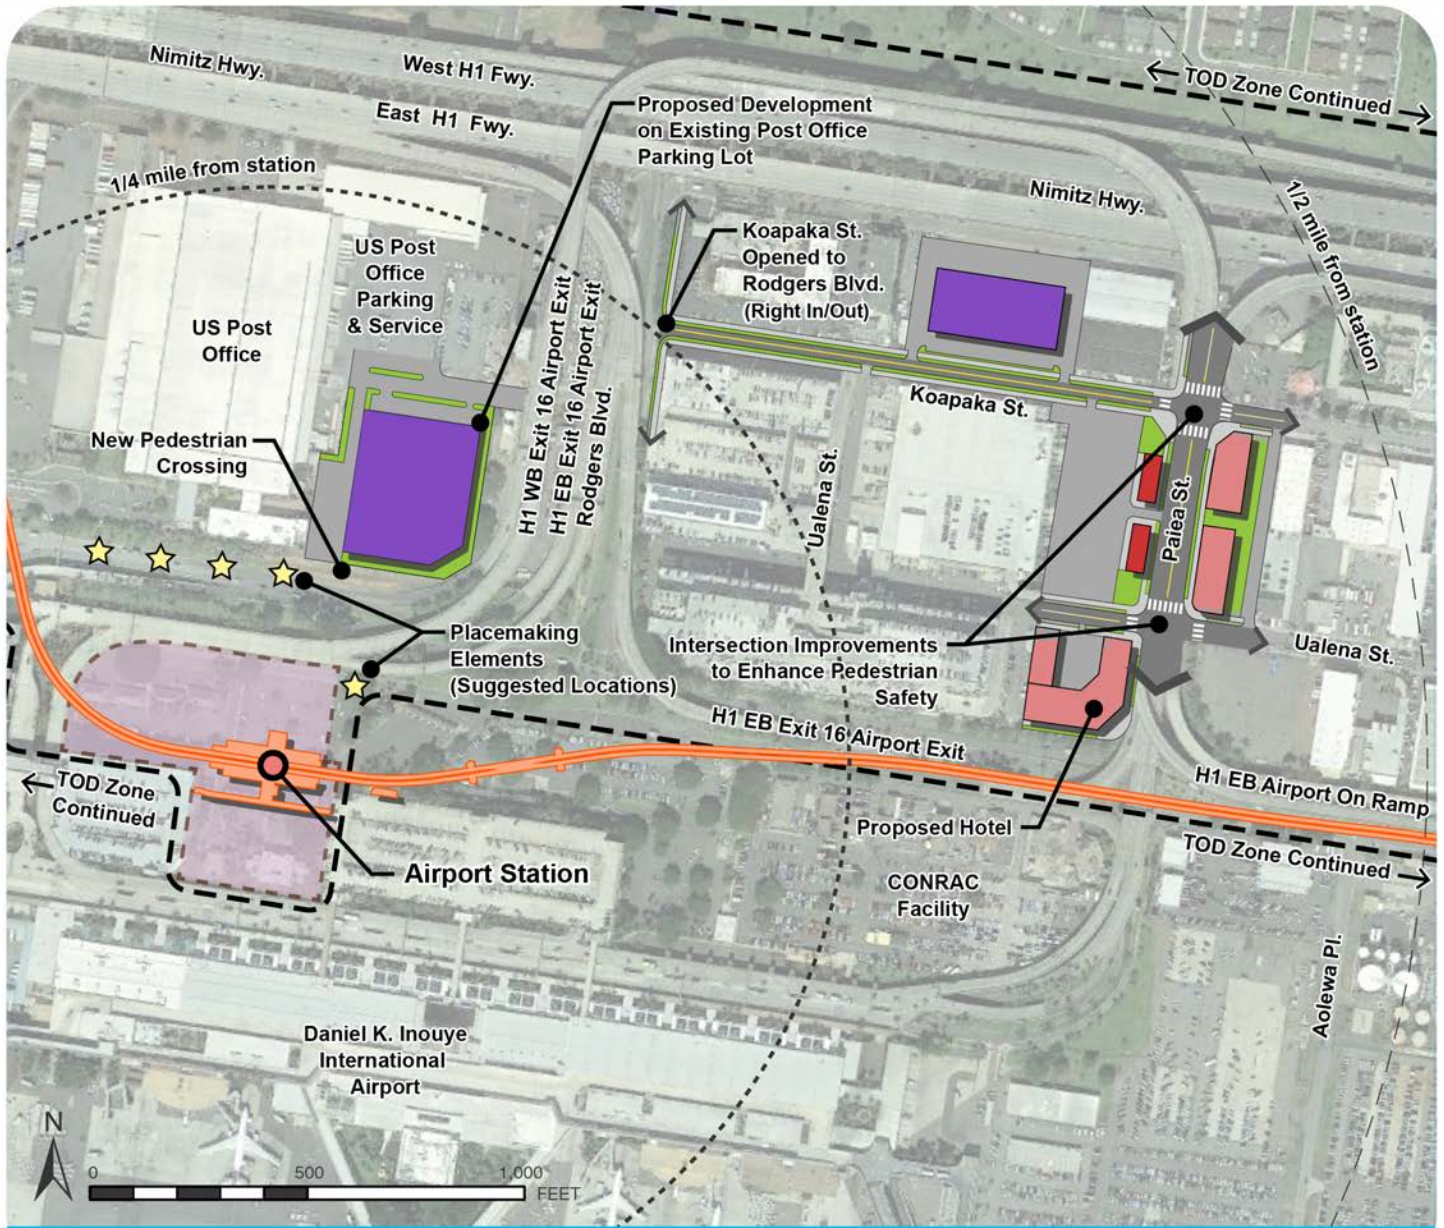 Nimitz Hwy.
West H1 Fwy.
East H1 Fwy.
← TOD Zone Continued →
Proposed Development
on Existing Post Office
Parking Lot
1/4 mile from station
Nimitz Hwy.
1/2 mile from station
US Post
Office
Parking
& Service
Koapaka St.
Opened to
Rodgers Blvd.
(Right In/Out)
US Post
Office
H1 WB Exit 16 Airport Exit
H1 EB Exit 16 Airport Exit
Rodgers Blvd.
Koapaka St.
New Pedestrian
Crossing
Ualena St.
Paiea St.
Placemaking
Elements
(Suggested Locations)
Intersection Improvements
to Enhance Pedestrian
Safety
Ualena St.
H1 EB Exit 16 Airport Exit
H1 EB Airport On Ramp
← TOD Zone
Continued
Proposed Hotel
TOD Zone Continued →
Airport Station
CONRAC
Facility
Aolewa Pl.
Daniel K. Inouye
International
Airport
N
0 500 1,000
FEET